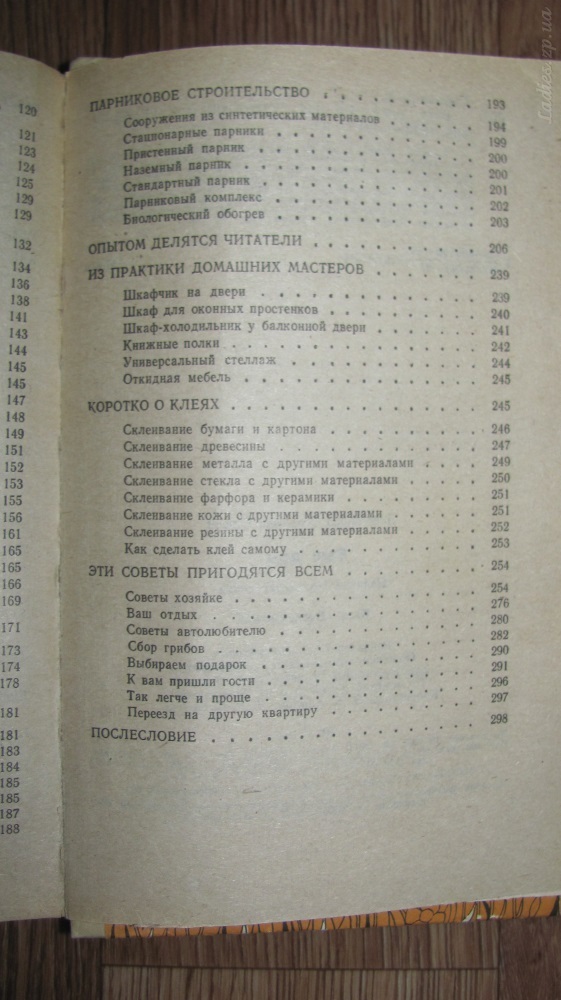 120
121
123
124
125
129
129
132
134
136
138
141
143
144
145
145
147
148
149
151
152
153
155
156
161
165
165
166
169
171
173
174
178
181
181
183
184
185
185
187
188
ПАРНИКОВОЕ СТРОИТЕЛЬСТВО . . . . . . . . . . 193
Сооружения из синтетических материалов . . . . . . 194
Стационарные парники . . . . . . . . . . . . 199
Пристенный парник . . . . . . . . . . . . . 200
Наземный парник . . . . . . . . . . . . . 200
Стандартный парник . . . . . . . . . . . . . 201
Парниковый комплекс . . . . . . . . . . . . 202
Биологический обогрев . . . . . . . . . . . . 203
ОПЫТОМ ДЕЛЯТСЯ ЧИТАТЕЛИ . . . . . . . . . . 206
ИЗ ПРАКТИКИ ДОМАШНИХ МАСТЕРОВ . . . . . . . 239
Шкафчик на двери . . . . . . . . . . . . . 239
Шкаф для оконных простенков . . . . . . . . . 240
Шкаф-холодильник у балконной двери . . . . . . . 241
Книжные полки . . . . . . . . . . . . . . 242
Универсальный стеллаж . . . . . . . . . . . 244
Откидная мебель . . . . . . . . . . . . . 245
КОРОТКО О КЛЕЯХ . . . . . . . . . . . . . . 245
Склеивание бумаги и картона . . . . . . . . . 246
Склеивание древесины . . . . . . . . . . . . 247
Склеивание металла с другими материалами . . . . 249
Склеивание стекла с другими материалами . . . . . 250
Склеивание фарфора и керамики . . . . . . . . 251
Склеивание кожи с другими материалами . . . . . . 251
Склеивание резины с другими материалами . . . . . 252
Как сделать клей самому . . . . . . . . . . . 253
ЭТИ СОВЕТЫ ПРИГОДЯТСЯ ВСЕМ . . . . . . . . . 254
Советы хозяйке . . . . . . . . . . . . . . 254
Ваш отдых . . . . . . . . . . . . . . . 276
Советы автолюбителю . . . . . . . . . . . . 280
Сбор грибов . . . . . . . . . . . . . . . 282
Выбираем подарок . . . . . . . . . . . . . 290
К вам пришли гости . . . . . . . . . . . . 291
Так легче и проще . . . . . . . . . . . . . 296
Переезд на другую квартиру . . . . . . . . . . 297
ПОСЛЕСЛОВИЕ . . . . . . . . . . . . . . . 298
Ladies.zp.ua